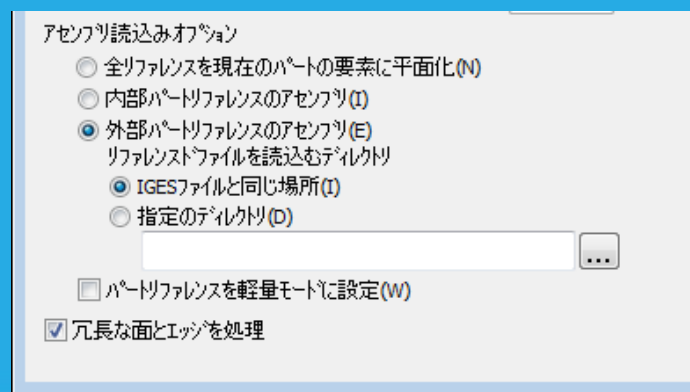 アセンブリ読込みオプション
全リファレンスを現在のパートの要素に平面化(N)
内部パートリファレンスのアセンブリ(I)
外部パートリファレンスのアセンブリ(E)
リファレンスドファイルを読込むディレクトリ
IGESファイルと同じ場所(I)
指定のディレクトリ(D)
...
パートリファレンスを軽量モードに設定(W)
冗長な面とエッジを処理